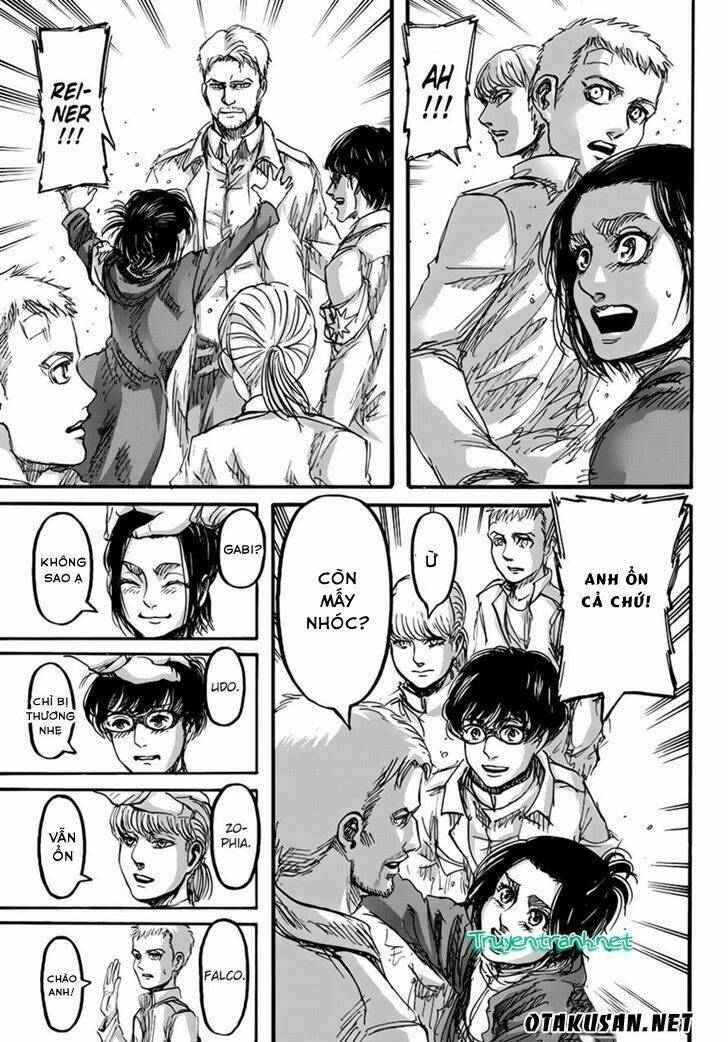 AH
!!!
REI-
NER
!!!
ANH ỔN
CẢ CHỨ!
Ừ
CÒN
MẤY
NHÓC?
GABI?
KHÔNG
SAO Ạ
UDO.
CHỈ BỊ
THƯƠNG
NHẸ
ZO-
PHIA.
VẪN
ỔN
FALCO.
CHÀO
ANH!
Truyentranh.net
OTAKUSAN.NET